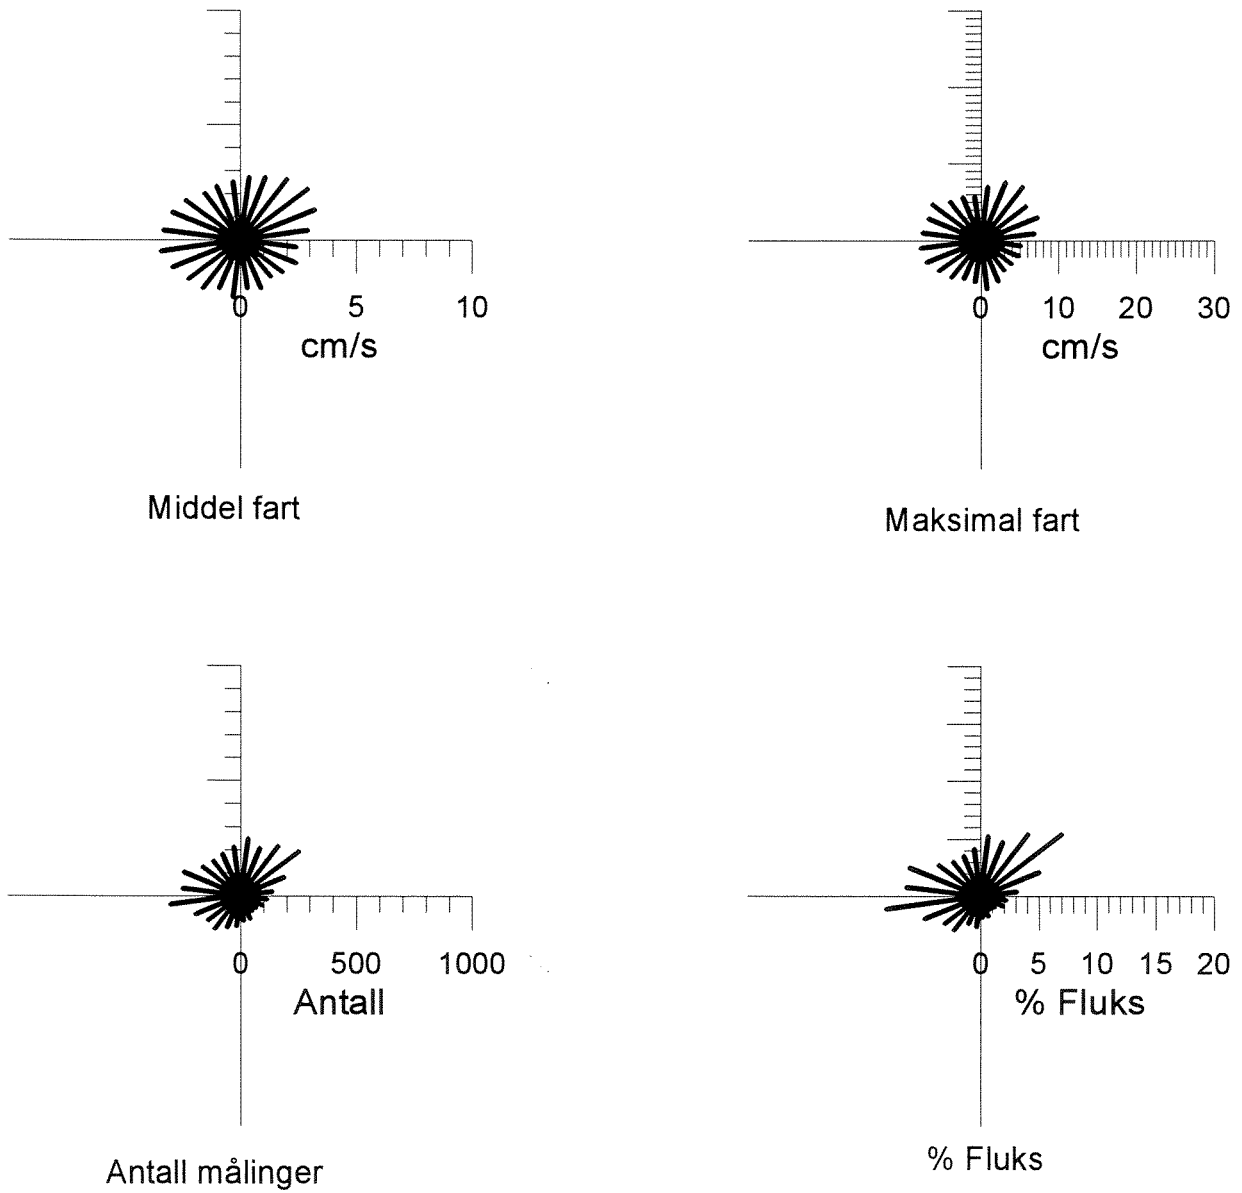 0 5 10
cm/s
Middel fart
0 10 20 30
cm/s
Maksimal fart
0 500 1000
Antall
Antall målinger
0 5 10 15 20
% Fluks
% Fluks